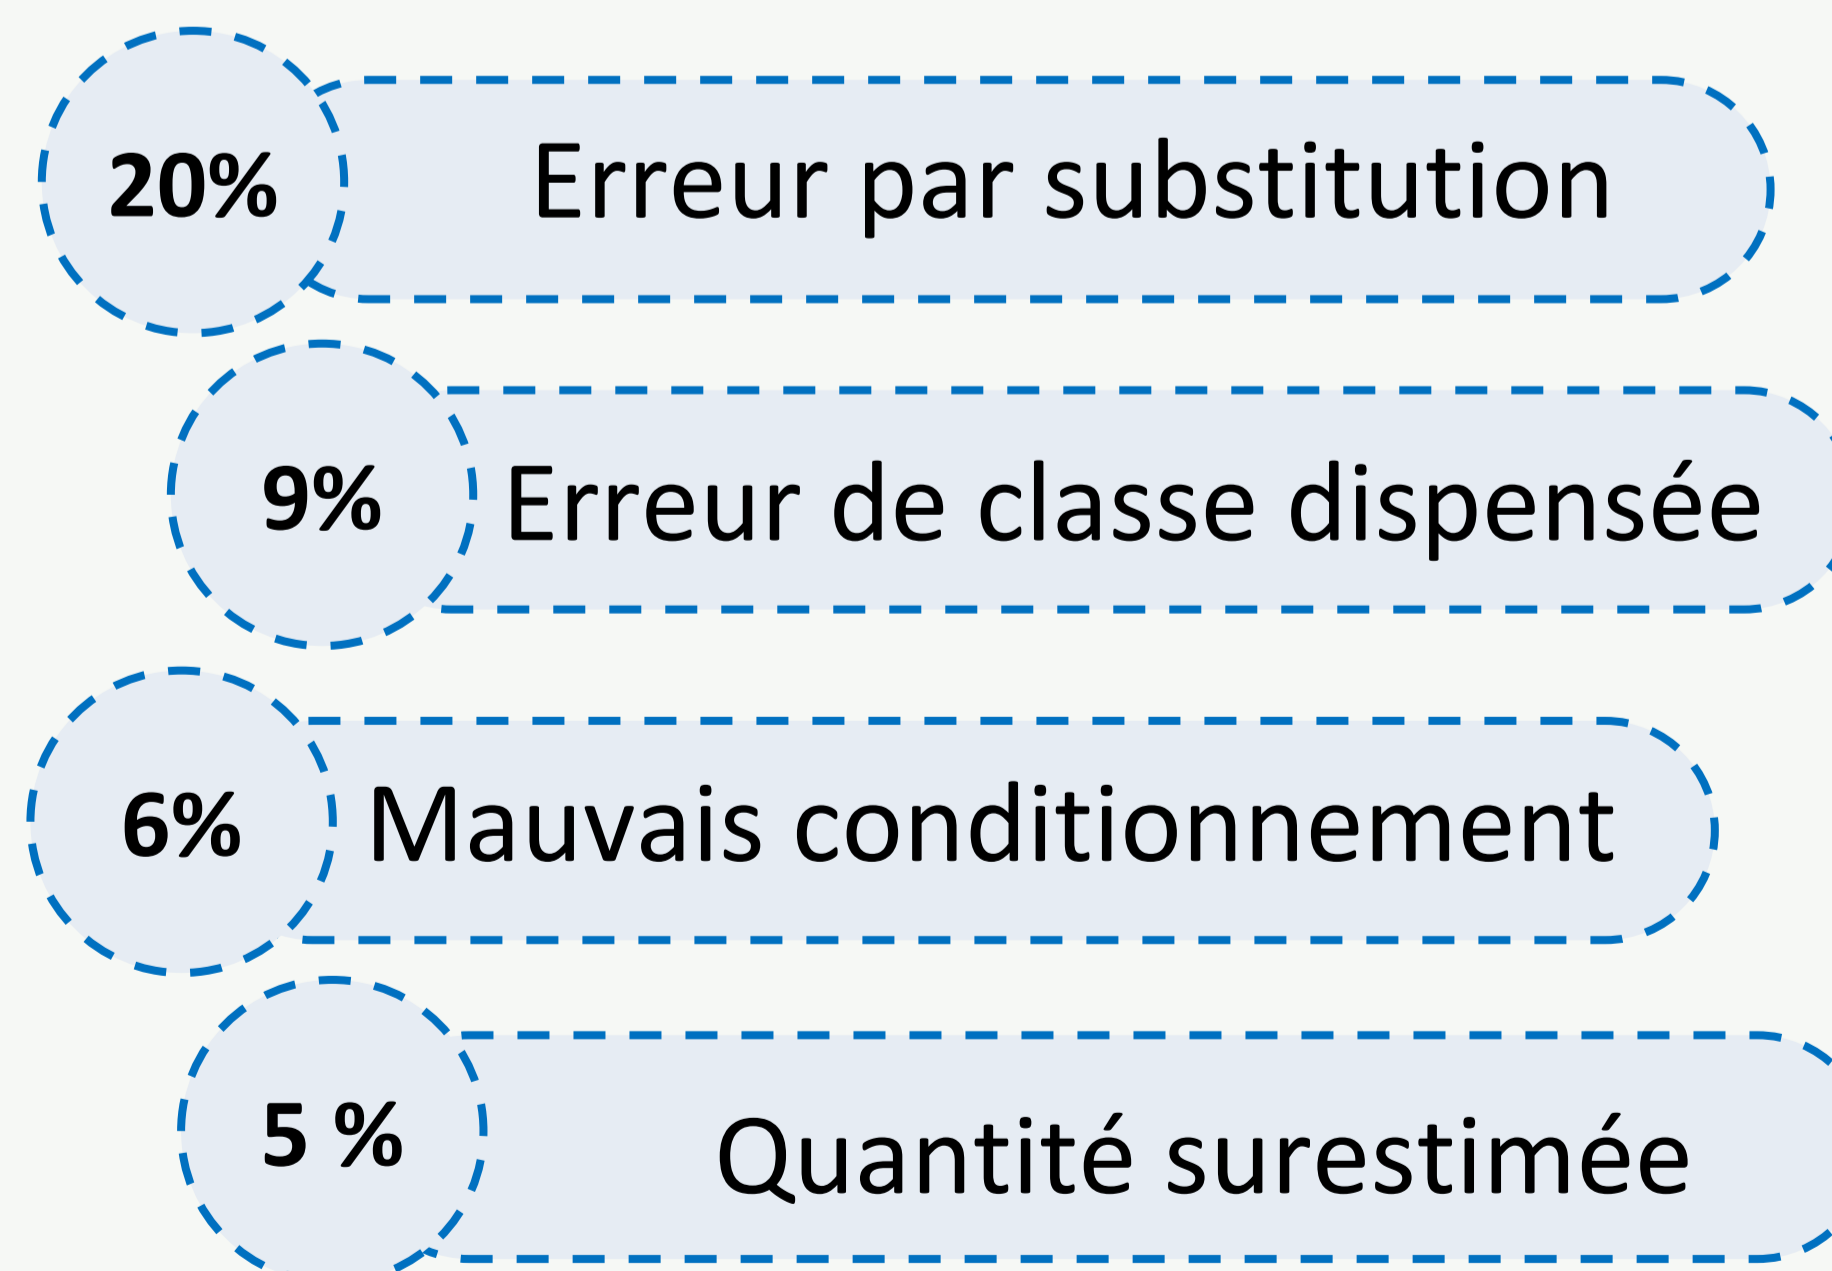 20%
Erreur par substitution
9%
Erreur de classe dispensée
6%
Mauvais conditionnement
5 %
Quantité surestimée